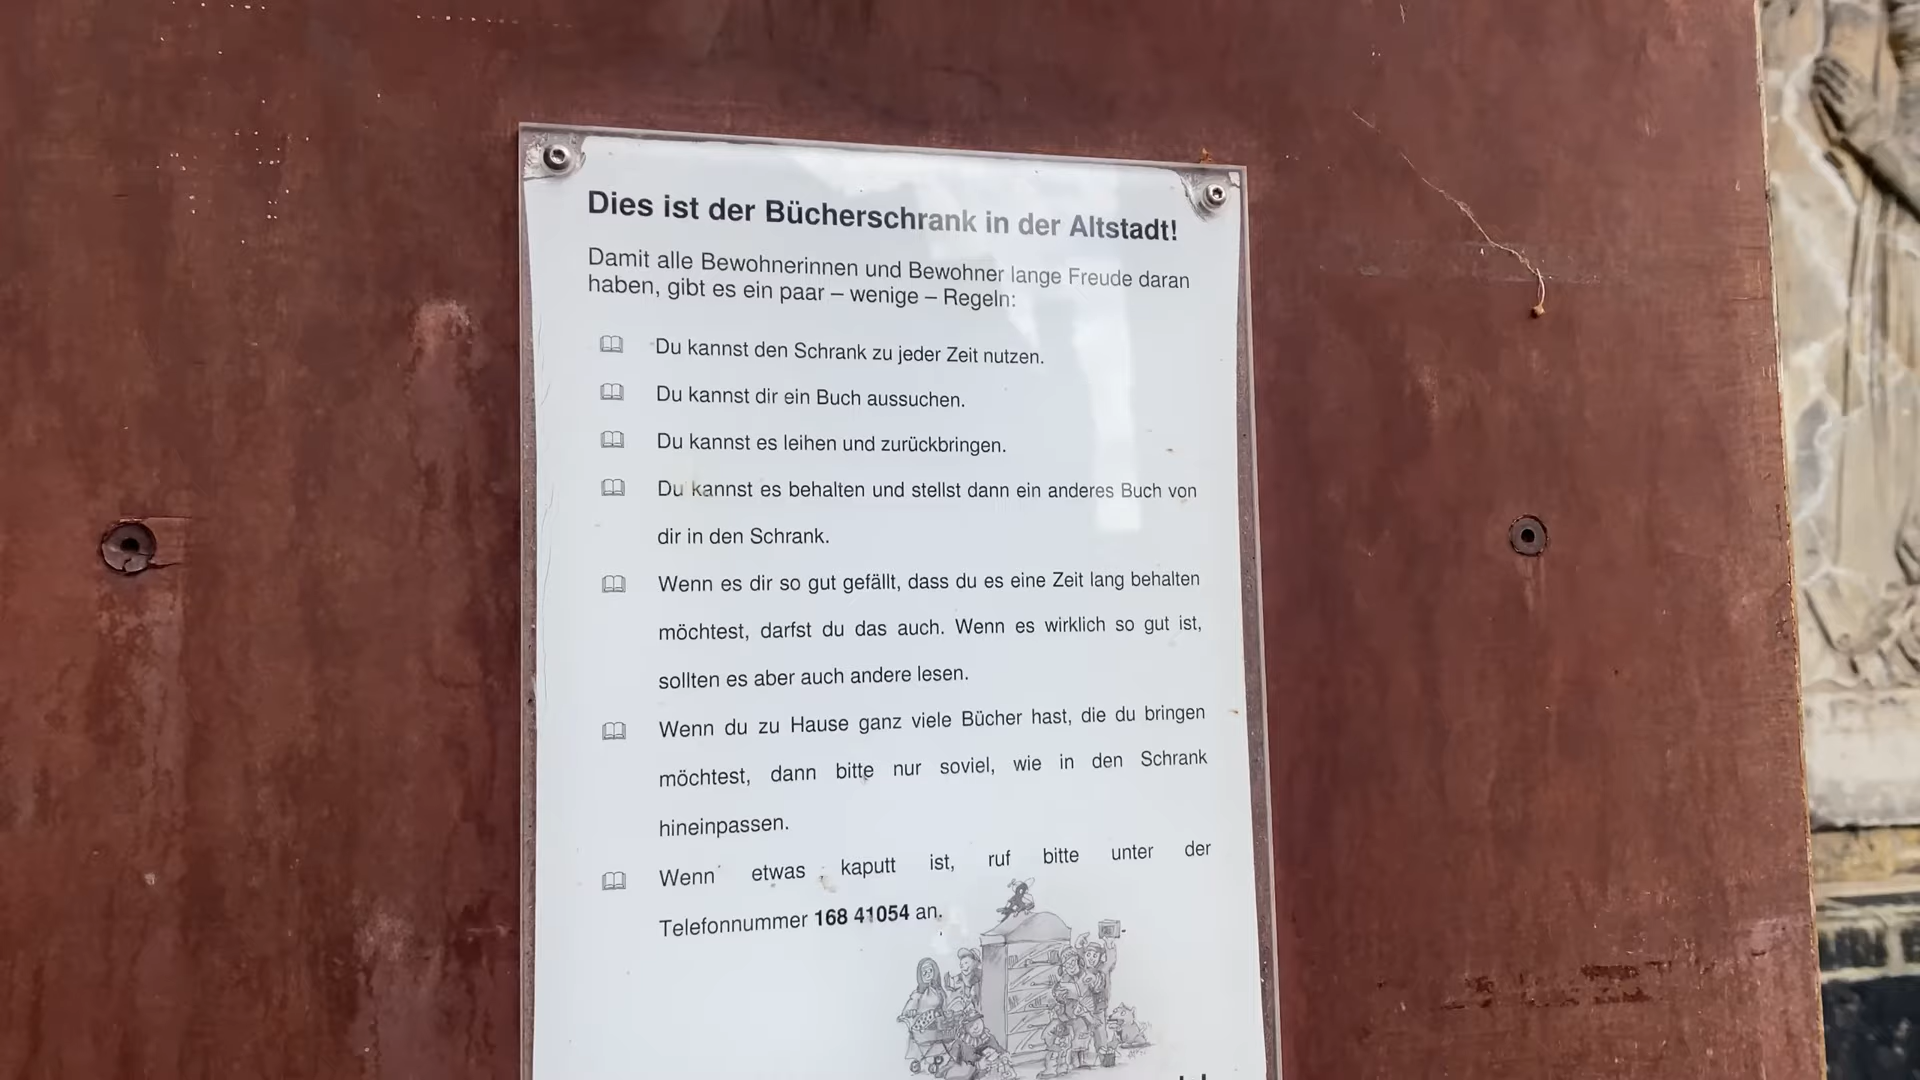 Dies ist der Bücherschrank in der Altstadt!
Damit alle Bewohnerinnen und Bewohner lange Freude daran
haben, gibt es ein paar – wenige – Regeln:
Du kannst den Schrank zu jeder Zeit nutzen.
Du kannst dir ein Buch aussuchen.
Du kannst es leihen und zurückbringen.
Du kannst es behalten und stellst dann ein anderes Buch von
dir in den Schrank.
Wenn es dir so gut gefällt, dass du es eine Zeit lang behalten
möchtest, darfst du das auch. Wenn es wirklich so gut ist,
sollten es aber auch andere lesen.
Wenn du zu Hause ganz viele Bücher hast, die du bringen
möchtest, dann bitte nur soviel, wie in den Schrank
hineinpassen.
Wenn etwas kaputt ist, ruf bitte unter der
Telefonnummer 168 41054 an.